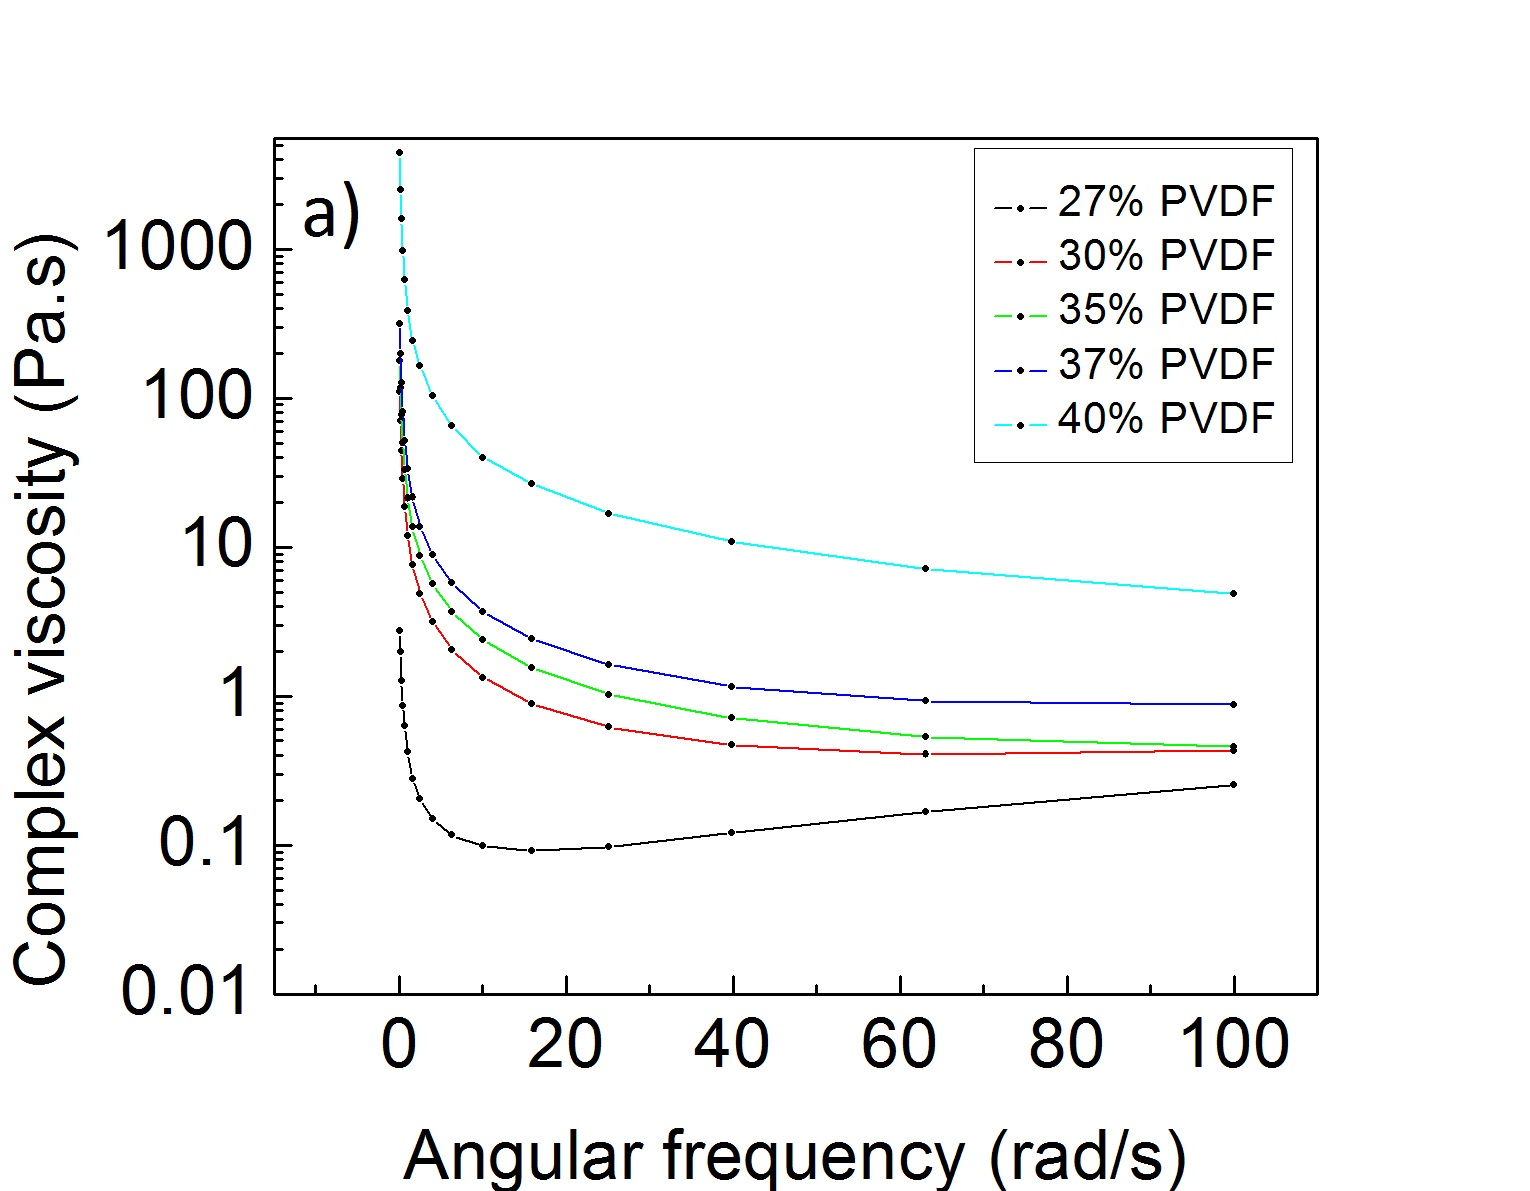 a)
27% PVDF
30% PVDF
35% PVDF
37% PVDF
40% PVDF
Complex viscosity (Pa.s)
1000
100
10
1
0.1
0.01
0 20 40 60 80 100
Angular frequency (rad/s)